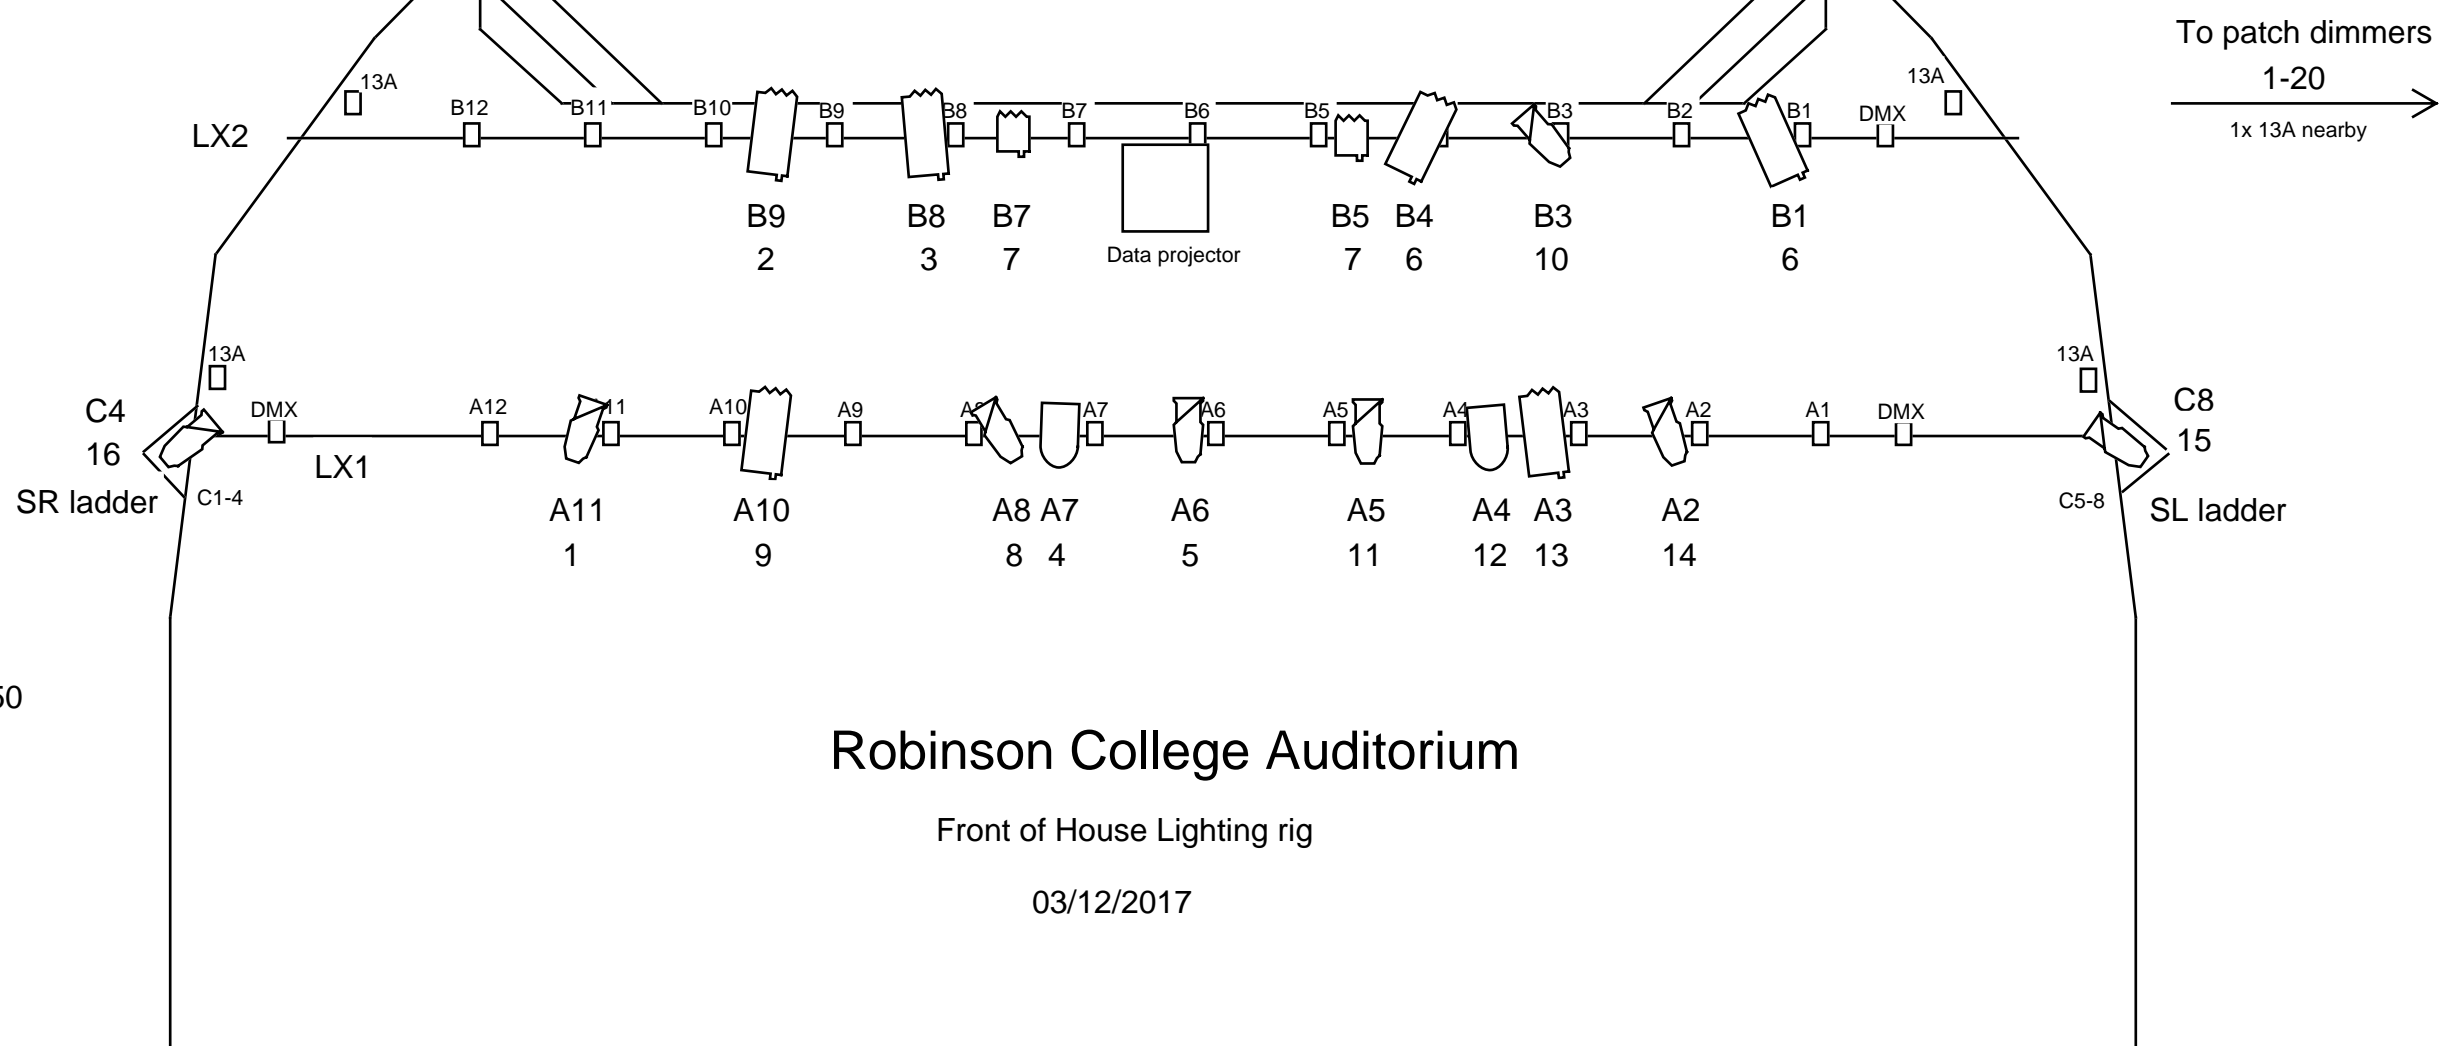 To patch dimmers
1-20
1x 13A nearby
13A
13A
B12 B11 B10 B9 B8 B7 B6 B5 B3 B2 B1 DMX
LX2
B9 B8 B7 B5 B4 B3 B1
2 3 7 7 6 10 6
Data projector
13A
13A
C4
16
SR ladder
C1-4
C8
15
SL ladder
C5-8
DMX A12 11 A10 A9 A7 A6 A5 A4 A3 A2 A1 DMX
LX1
A11 A10 A8 A7 A6 A5 A4 A3 A2
1 9 8 4 5 11 12 13 14
Robinson College Auditorium
Front of House Lighting rig
03/12/2017